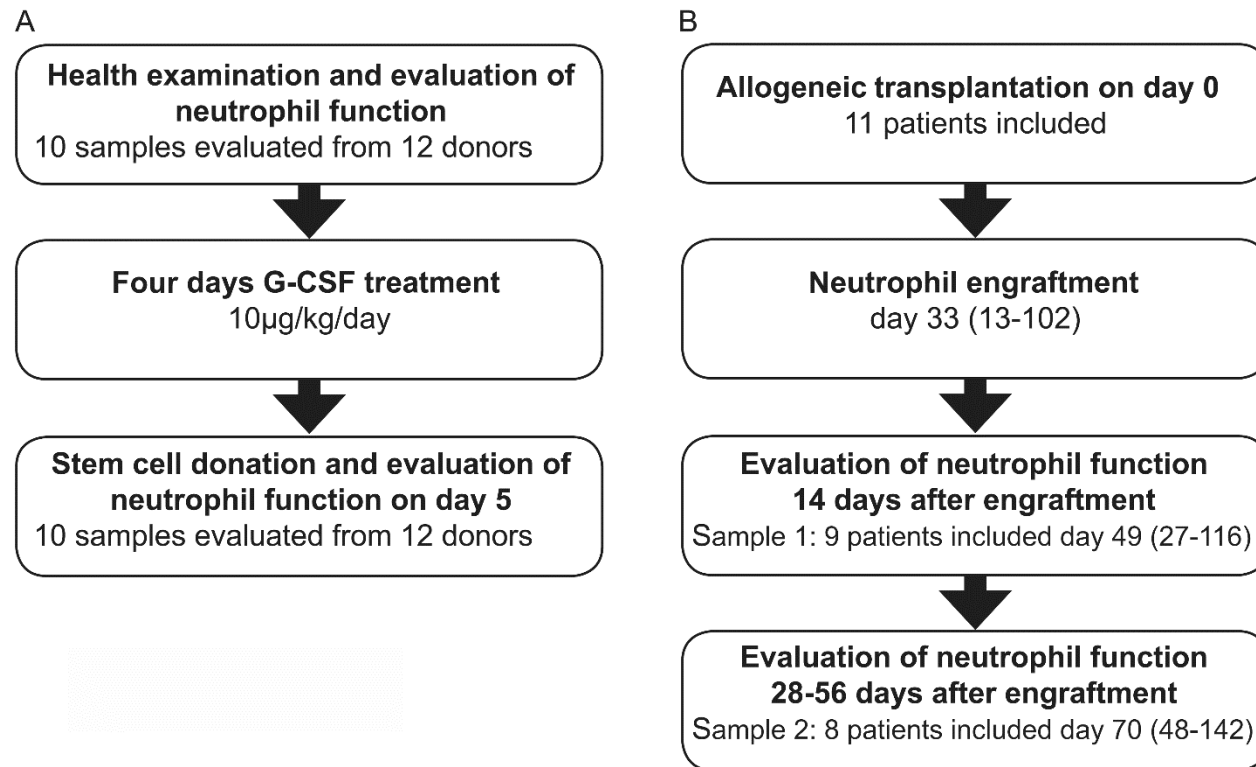 A
Health examination and evaluation of
neutrophil function
10 samples evaluated from 12 donors
Four days G-CSF treatment
10µg/kg/day
Stem cell donation and evaluation of
neutrophil function on day 5
10 samples evaluated from 12 donors
B
Allogeneic transplantation on day 0
11 patients included
Neutrophil engraftment
day 33 (13-102)
Evaluation of neutrophil function
14 days after engraftment
Sample 1: 9 patients included day 49 (27-116)
Evaluation of neutrophil function
28-56 days after engraftment
Sample 2: 8 patients included day 70 (48-142)